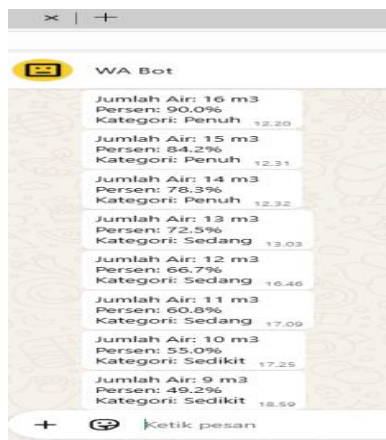 WA Bot
Jumlah Air: 16 m3
Persen: 90.0%
Kategori: Penuh 12.20
Jumlah Air: 15 m3
Persen: 84.2%
Kategori: Penuh 12.31
Jumlah Air: 14 m3
Persen: 78.3%
Kategori: Penuh 12.32
Jumlah Air: 13 m3
Persen: 72.5%
Kategori: Sedang 13.03
Jumlah Air: 12 m3
Persen: 66.7%
Kategori: Sedang 16.46
Jumlah Air: 11 m3
Persen: 60.8%
Kategori: Sedang 17.09
Jumlah Air: 10 m3
Persen: 55.0%
Kategori: Sedikit 17.25
Jumlah Air: 9 m3
Persen: 49.2%
Kategori: Sedikit 18.59
Ketik pesan